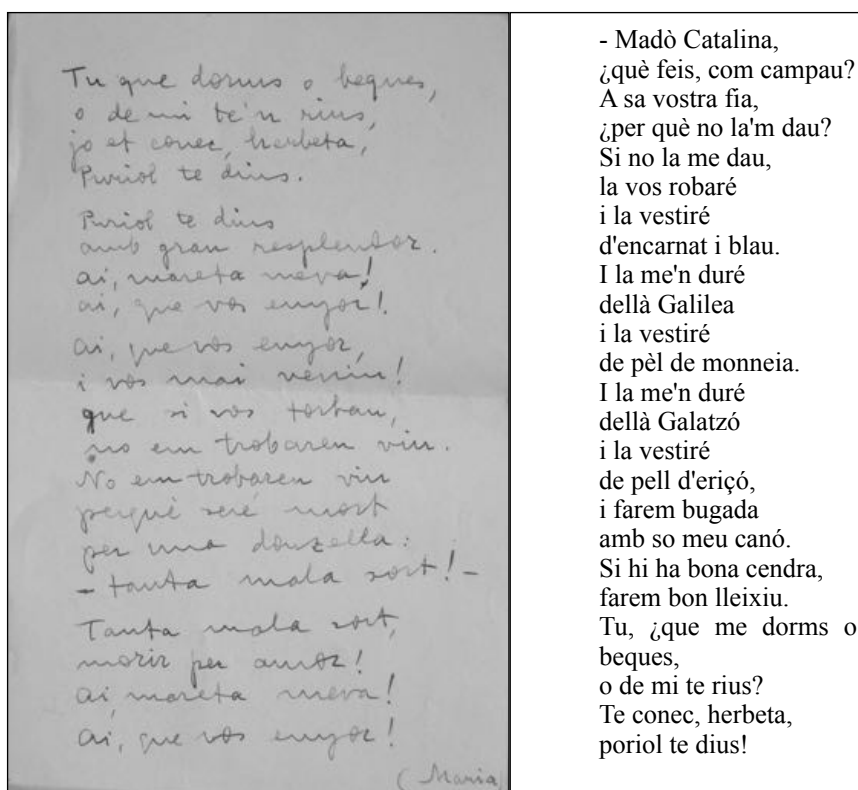 Tu que dorms o beques,
o de mi te'n rius,
jo et conec, herbeta,
Puriol te dius.
Puriol te dius
amb gran resplentor.
ai, mareta meva!
ai, que vos enyor!
ai, que vos enyor,
i vos mai veniu!
que si vos torbau,
no em trobareu viu.
No em trobareu viu
perquè seré mort
per una donzella:
- tanta mala sort! -
Tanta mala sort,
morir per amor!
ai, mareta meva!
ai, que vos enyor!
(Maria)
- Madò Catalina,
¿què feis, com campau?
A sa vostra fia,
¿per què no la'm dau?
Si no la me dau,
la vos robaré
i la vestiré
d'encarnat i blau.
I la me'n duré
dellà Galilea
i la vestiré
de pèl de monneia.
I la me'n duré
dellà Galatzó
i la vestiré
de pell d'eriçó,
i farem bugada
amb so meu canó.
Si hi ha bona cendra,
farem bon lleixiu.
Tu, ¿que me dorms o
beques,
o de mi te rius?
Te conec, herbeta,
poriol te dius!